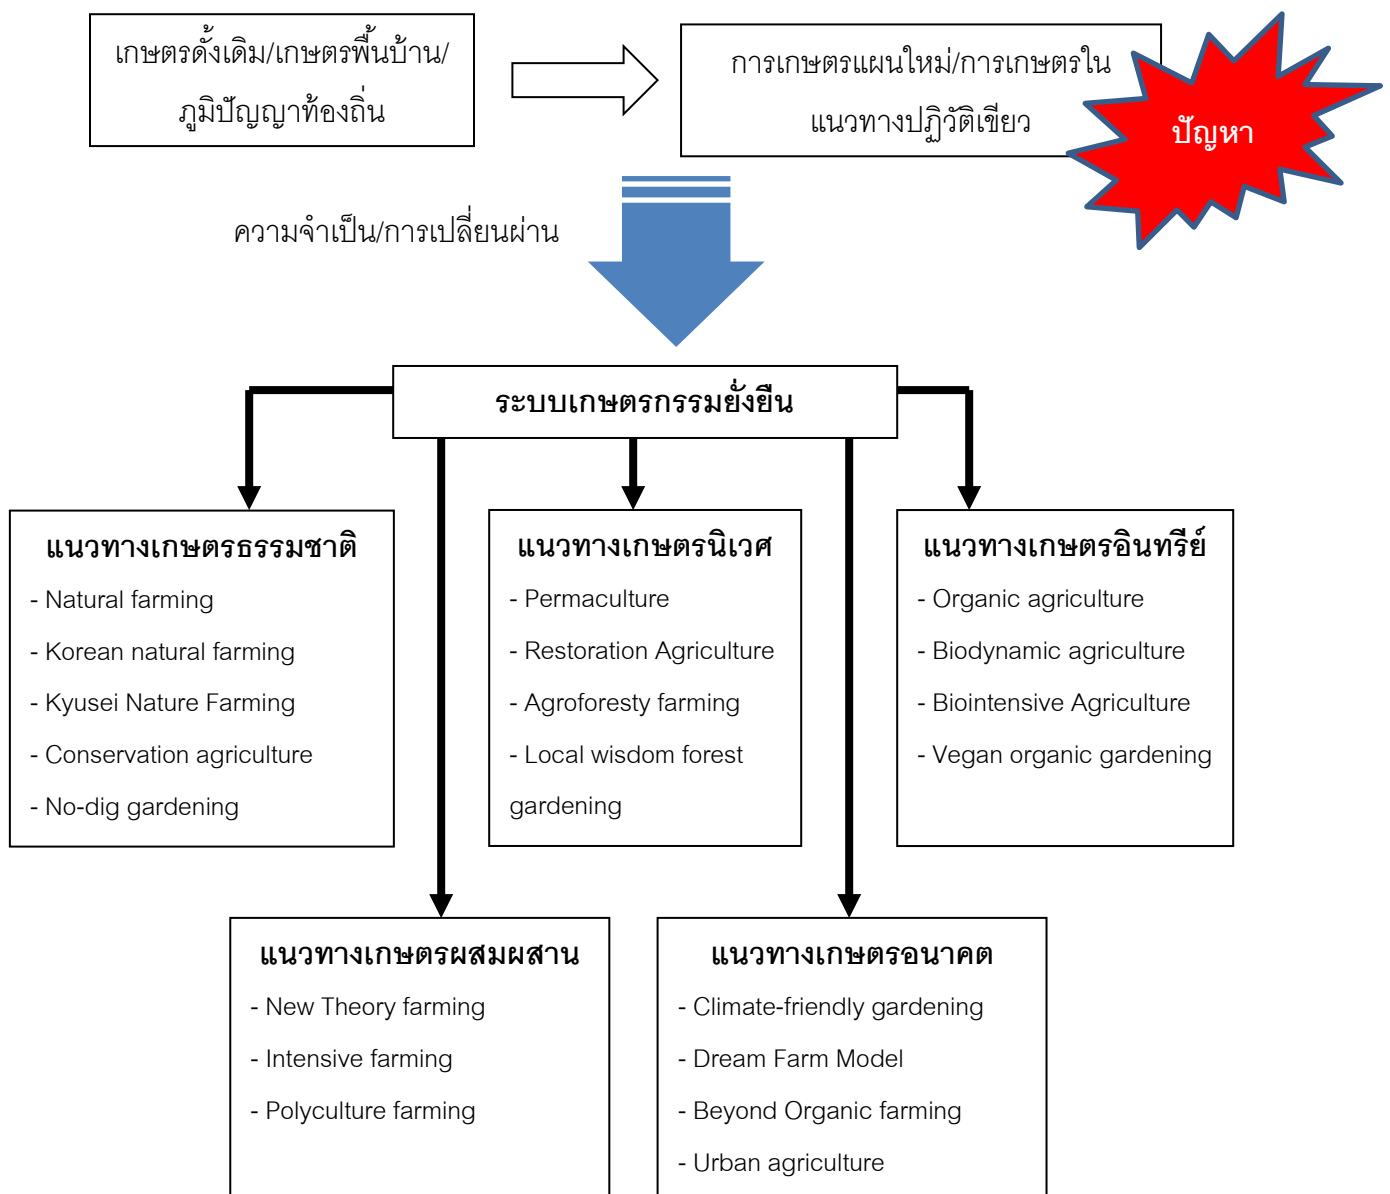 เกษตรดั้งเดิม/เกษตรพื้นบ้าน/
ภูมิปัญญาท้องถิ่น
การเกษตรแผนใหม่/การเกษตรใน
แนวทางปฏิวัติเขียว
ปัญหา
ความจำเป็น/การเปลี่ยนผ่าน
ระบบเกษตรกรรมยั่งยืน
แนวทางเกษตรธรรมชาติ
- Natural farming
- Korean natural farming
- Kyusei Nature Farming
- Conservation agriculture
- No-dig gardening
แนวทางเกษตรนิเวศ
- Permaculture
- Restoration Agriculture
- Agroforesty farming
- Local wisdom forest
gardening
แนวทางเกษตรอินทรีย์
- Organic agriculture
- Biodynamic agriculture
- Biointensive Agriculture
- Vegan organic gardening
แนวทางเกษตรผสมผสาน
- New Theory farming
- Intensive farming
- Polyculture farming
แนวทางเกษตรอนาคต
- Climate-friendly gardening
- Dream Farm Model
- Beyond Organic farming
- Urban agriculture